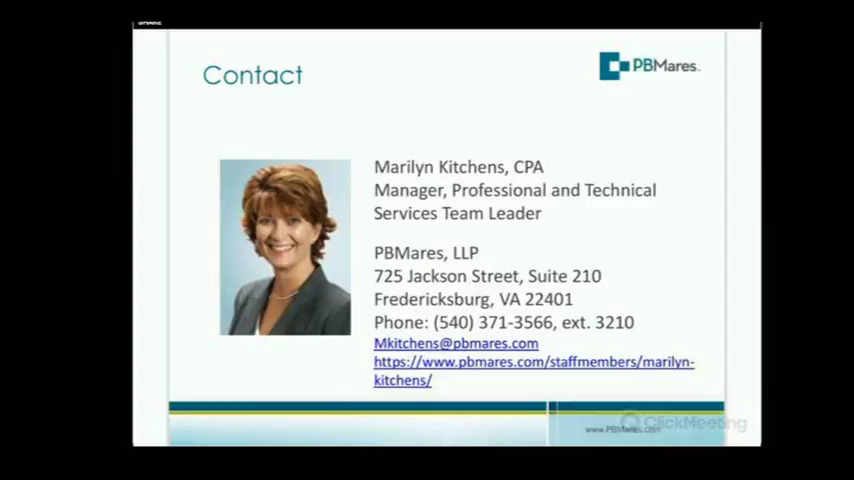 Contact
PBMares
Marilyn Kitchens, CPA
Manager, Professional and Technical
Services Team Leader
PBMares, LLP
725 Jackson Street, Suite 210
Fredericksburg, VA 22401
Phone: (540) 371-3566, ext. 3210
Mkitchens@pbmares.com
https://www.pbmares.com/staffmembers/marilyn-
kitchens/
ClickMeeting
www.PBMares.com